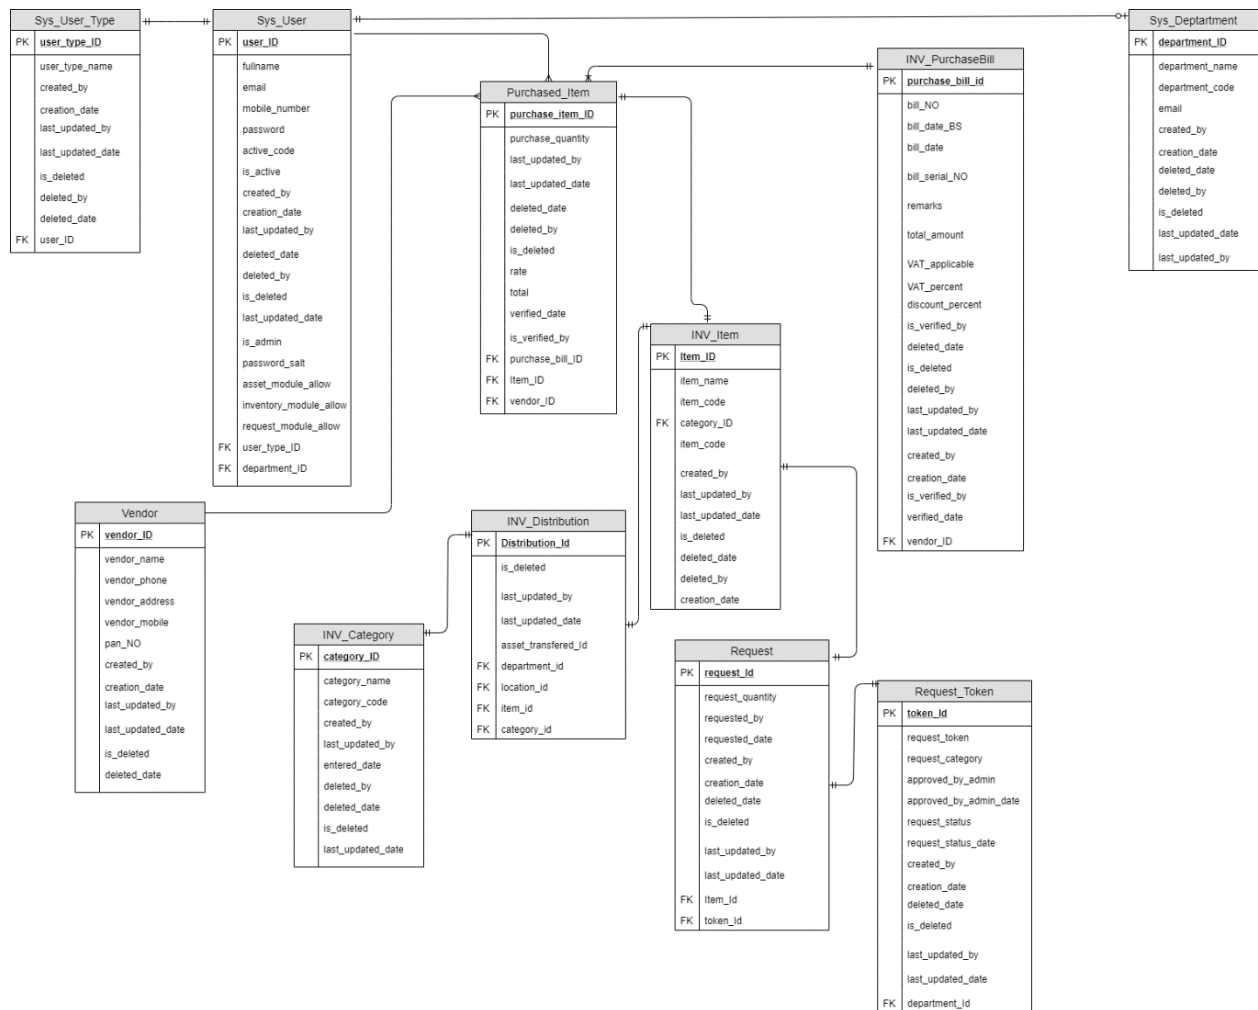 Sys_User_Type
PK user_type_ID
user_type_name
created_by
creation_date
last_updated_by
last_updated_date
is_deleted
deleted_by
deleted_date
FK user_ID
Sys_User
PK user_ID
fullname
email
mobile_number
password
active_code
is_active
created_by
creation_date
last_updated_by
deleted_date
deleted_by
is_deleted
last_updated_date
is_admin
password_salt
asset_module_allow
inventory_module_allow
request_module_allow
FK user_type_ID
FK department_ID
Purchased_Item
PK purchase_item_ID
purchase_quantity
last_updated_by
last_updated_date
deleted_date
deleted_by
is_deleted
rate
total
verified_date
is_verified_by
FK purchase_bill_ID
FK Item_ID
FK vendor_ID
INV_PurchaseBill
PK purchase_bill_id
bill_NO
bill_date_BS
bill_date
bill_serial_NO
remarks
total_amount
VAT_applicable
VAT_percent
discount_percent
is_verified_by
deleted_date
is_deleted
deleted_by
last_updated_by
last_updated_date
created_by
creation_date
is_verified_by
verified_date
FK vendor_ID
Sys_Deptartment
PK department_ID
department_name
department_code
email
created_by
creation_date
deleted_date
deleted_by
is_deleted
last_updated_date
last_updated_by
INV_Item
PK Item_ID
item_name
item_code
FK category_ID
item_code
created_by
last_updated_by
last_updated_date
is_deleted
deleted_date
deleted_by
creation_date
Vendor
PK vendor_ID
vendor_name
vendor_phone
vendor_address
vendor_mobile
pan_NO
created_by
creation_date
last_updated_by
last_updated_date
is_deleted
deleted_date
INV_Category
PK category_ID
category_name
category_code
created_by
last_updated_by
entered_date
deleted_by
deleted_date
is_deleted
last_updated_date
INV_Distribution
PK Distribution_Id
is_deleted
last_updated_by
last_updated_date
asset_transfered_Id
FK department_id
FK location_id
FK item_id
FK category_id
Request
PK request_Id
request_quantity
requested_by
requested_date
created_by
creation_date
deleted_date
is_deleted
last_updated_by
last_updated_date
FK Item_Id
FK token_Id
Request_Token
PK token_Id
request_token
request_category
approved_by_admin
approved_by_admin_date
request_status
request_status_date
created_by
creation_date
deleted_date
is_deleted
last_updated_by
last_updated_date
FK department_Id